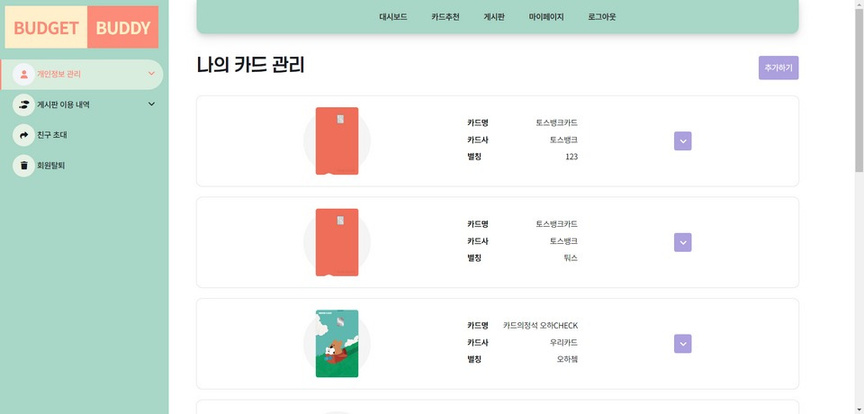 BUDGET BUDDY
대시보드 카드추천 게시판 마이페이지 로그아웃
개인정보 관리
게시판 이용 내역
친구 초대
회원탈퇴
나의 카드 관리
추가하기
카드명 토스뱅크카드
카드사 토스뱅크
별칭 123
카드명 토스뱅크카드
카드사 토스뱅크
별칭 퉈스
카드명 카드의정석 오하CHECK
카드사 우리카드
별칭 오하췤